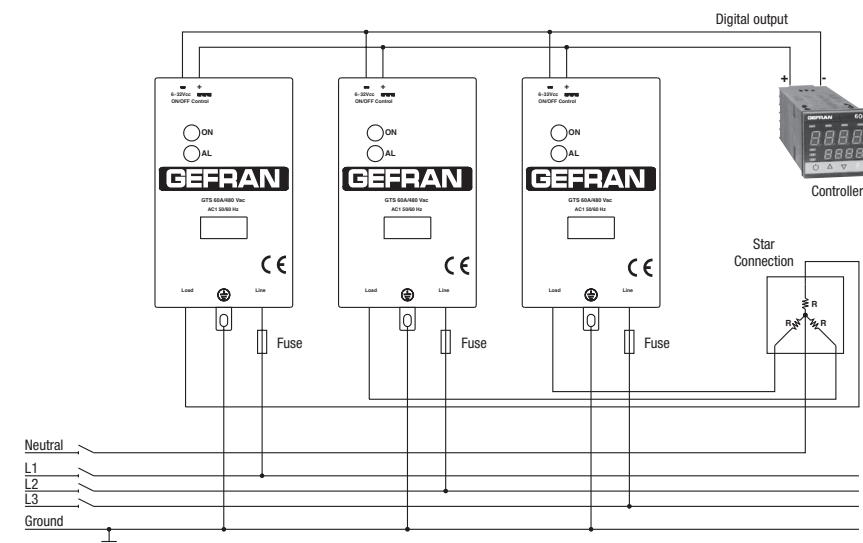 Digital output
- +
6-32Vcc
ON/OFF Control
ON
AL
GEFRAN
GTS 60A/480 Vac
AC1 50/60 Hz
CE
Load Line
Fuse
- +
6-32Vcc
ON/OFF Control
ON
AL
GEFRAN
GTS 60A/480 Vac
AC1 50/60 Hz
CE
Load Line
Fuse
- +
6-32Vcc
ON/OFF Control
ON
AL
GEFRAN
GTS 60A/480 Vac
AC1 50/60 Hz
CE
Load Line
Fuse
+ -
GEFRAN
8888
8888
Controller
Star
Connection
R
R R
Neutral
L1
L2
L3
Ground